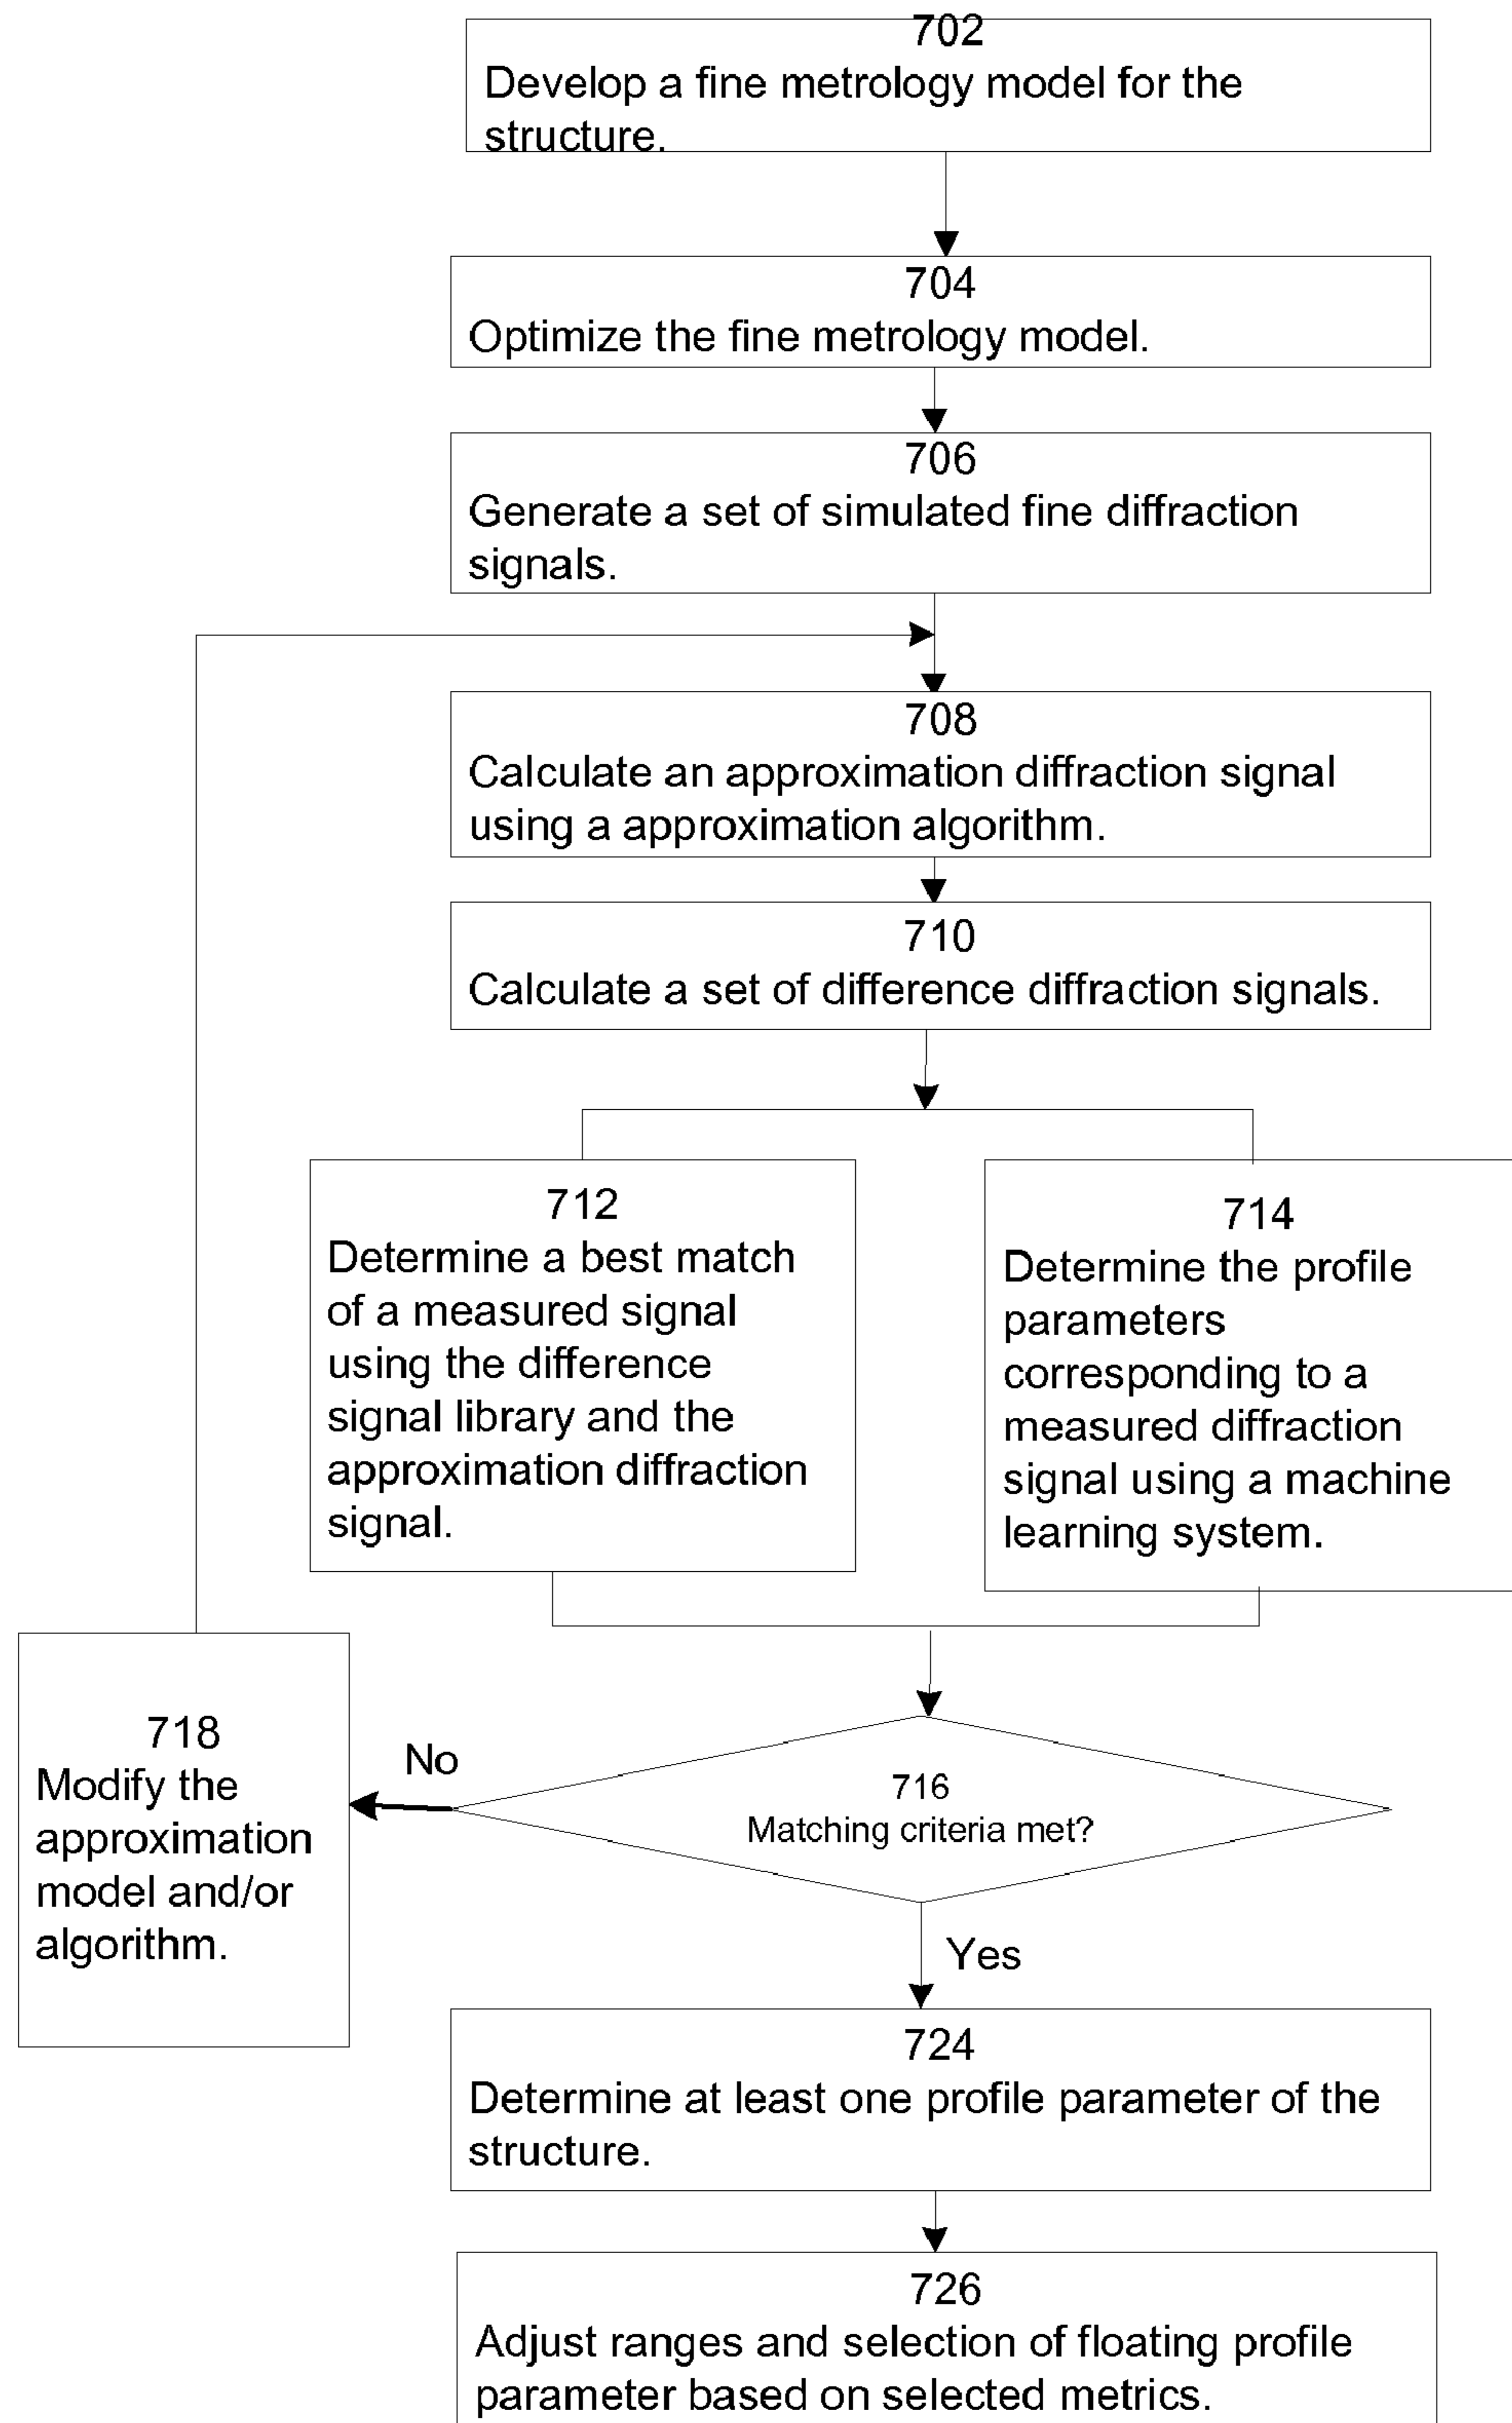 702
Develop a fine metrology model for the
structure.
704
Optimize the fine metrology model.
706
Generate a set of simulated fine diffraction
signals.
708
Calculate an approximation diffraction signal
using a approximation algorithm.
710
Calculate a set of difference diffraction signals.
712
Determine a best match
of a measured signal
using the difference
signal library and the
approximation diffraction
signal.
714
Determine the profile
parameters
corresponding to a
measured diffraction
signal using a machine
learning system.
716
Matching criteria met?
No
718
Modify the
approximation
model and/or
algorithm.
Yes
724
Determine at least one profile parameter of the
structure.
726
Adjust ranges and selection of floating profile
parameter based on selected metrics.